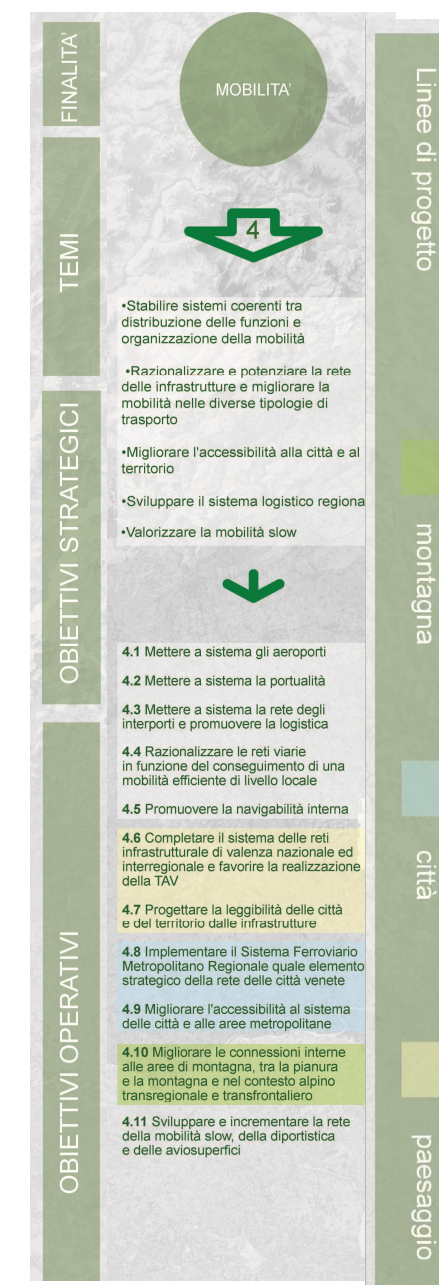 FINALITA'
MOBILITA'
TEMI
4
•Stabilire sistemi coerenti tra
distribuzione delle funzioni e
organizzazione della mobilità
•Razionalizzare e potenziare la rete
delle infrastrutture e migliorare la
mobilità nelle diverse tipologie di
trasporto
•Migliorare l'accessibilità alla città e al
territorio
•Sviluppare il sistema logistico regiona
•Valorizzare la mobilità slow
OBIETTIVI STRATEGICI
4.1 Mettere a sistema gli aeroporti
4.2 Mettere a sistema la portualità
4.3 Mettere a sistema la rete degli
interporti e promuovere la logistica
4.4 Razionalizzare le reti viarie
in funzione del conseguimento di una
mobilità efficiente di livello locale
4.5 Promuovere la navigabilità interna
4.6 Completare il sistema delle reti
infrastrutturale di valenza nazionale ed
interregionale e favorire la realizzazione
della TAV
4.7 Progettare la leggibilità delle città
e del territorio dalle infrastrutture
4.8 Implementare il Sistema Ferroviario
Metropolitano Regionale quale elemento
strategico della rete delle città venete
4.9 Migliorare l'accessibilità al sistema
delle città e alle aree metropolitane
4.10 Migliorare le connessioni interne
alle aree di montagna, tra la pianura
e la montagna e nel contesto alpino
transregionale e transfrontaliero
4.11 Sviluppare e incrementare la rete
della mobilità slow, della diportistica
e delle aviosuperfici
OBIETTIVI OPERATIVI
Linee di progetto
montagna
città
paesaggio